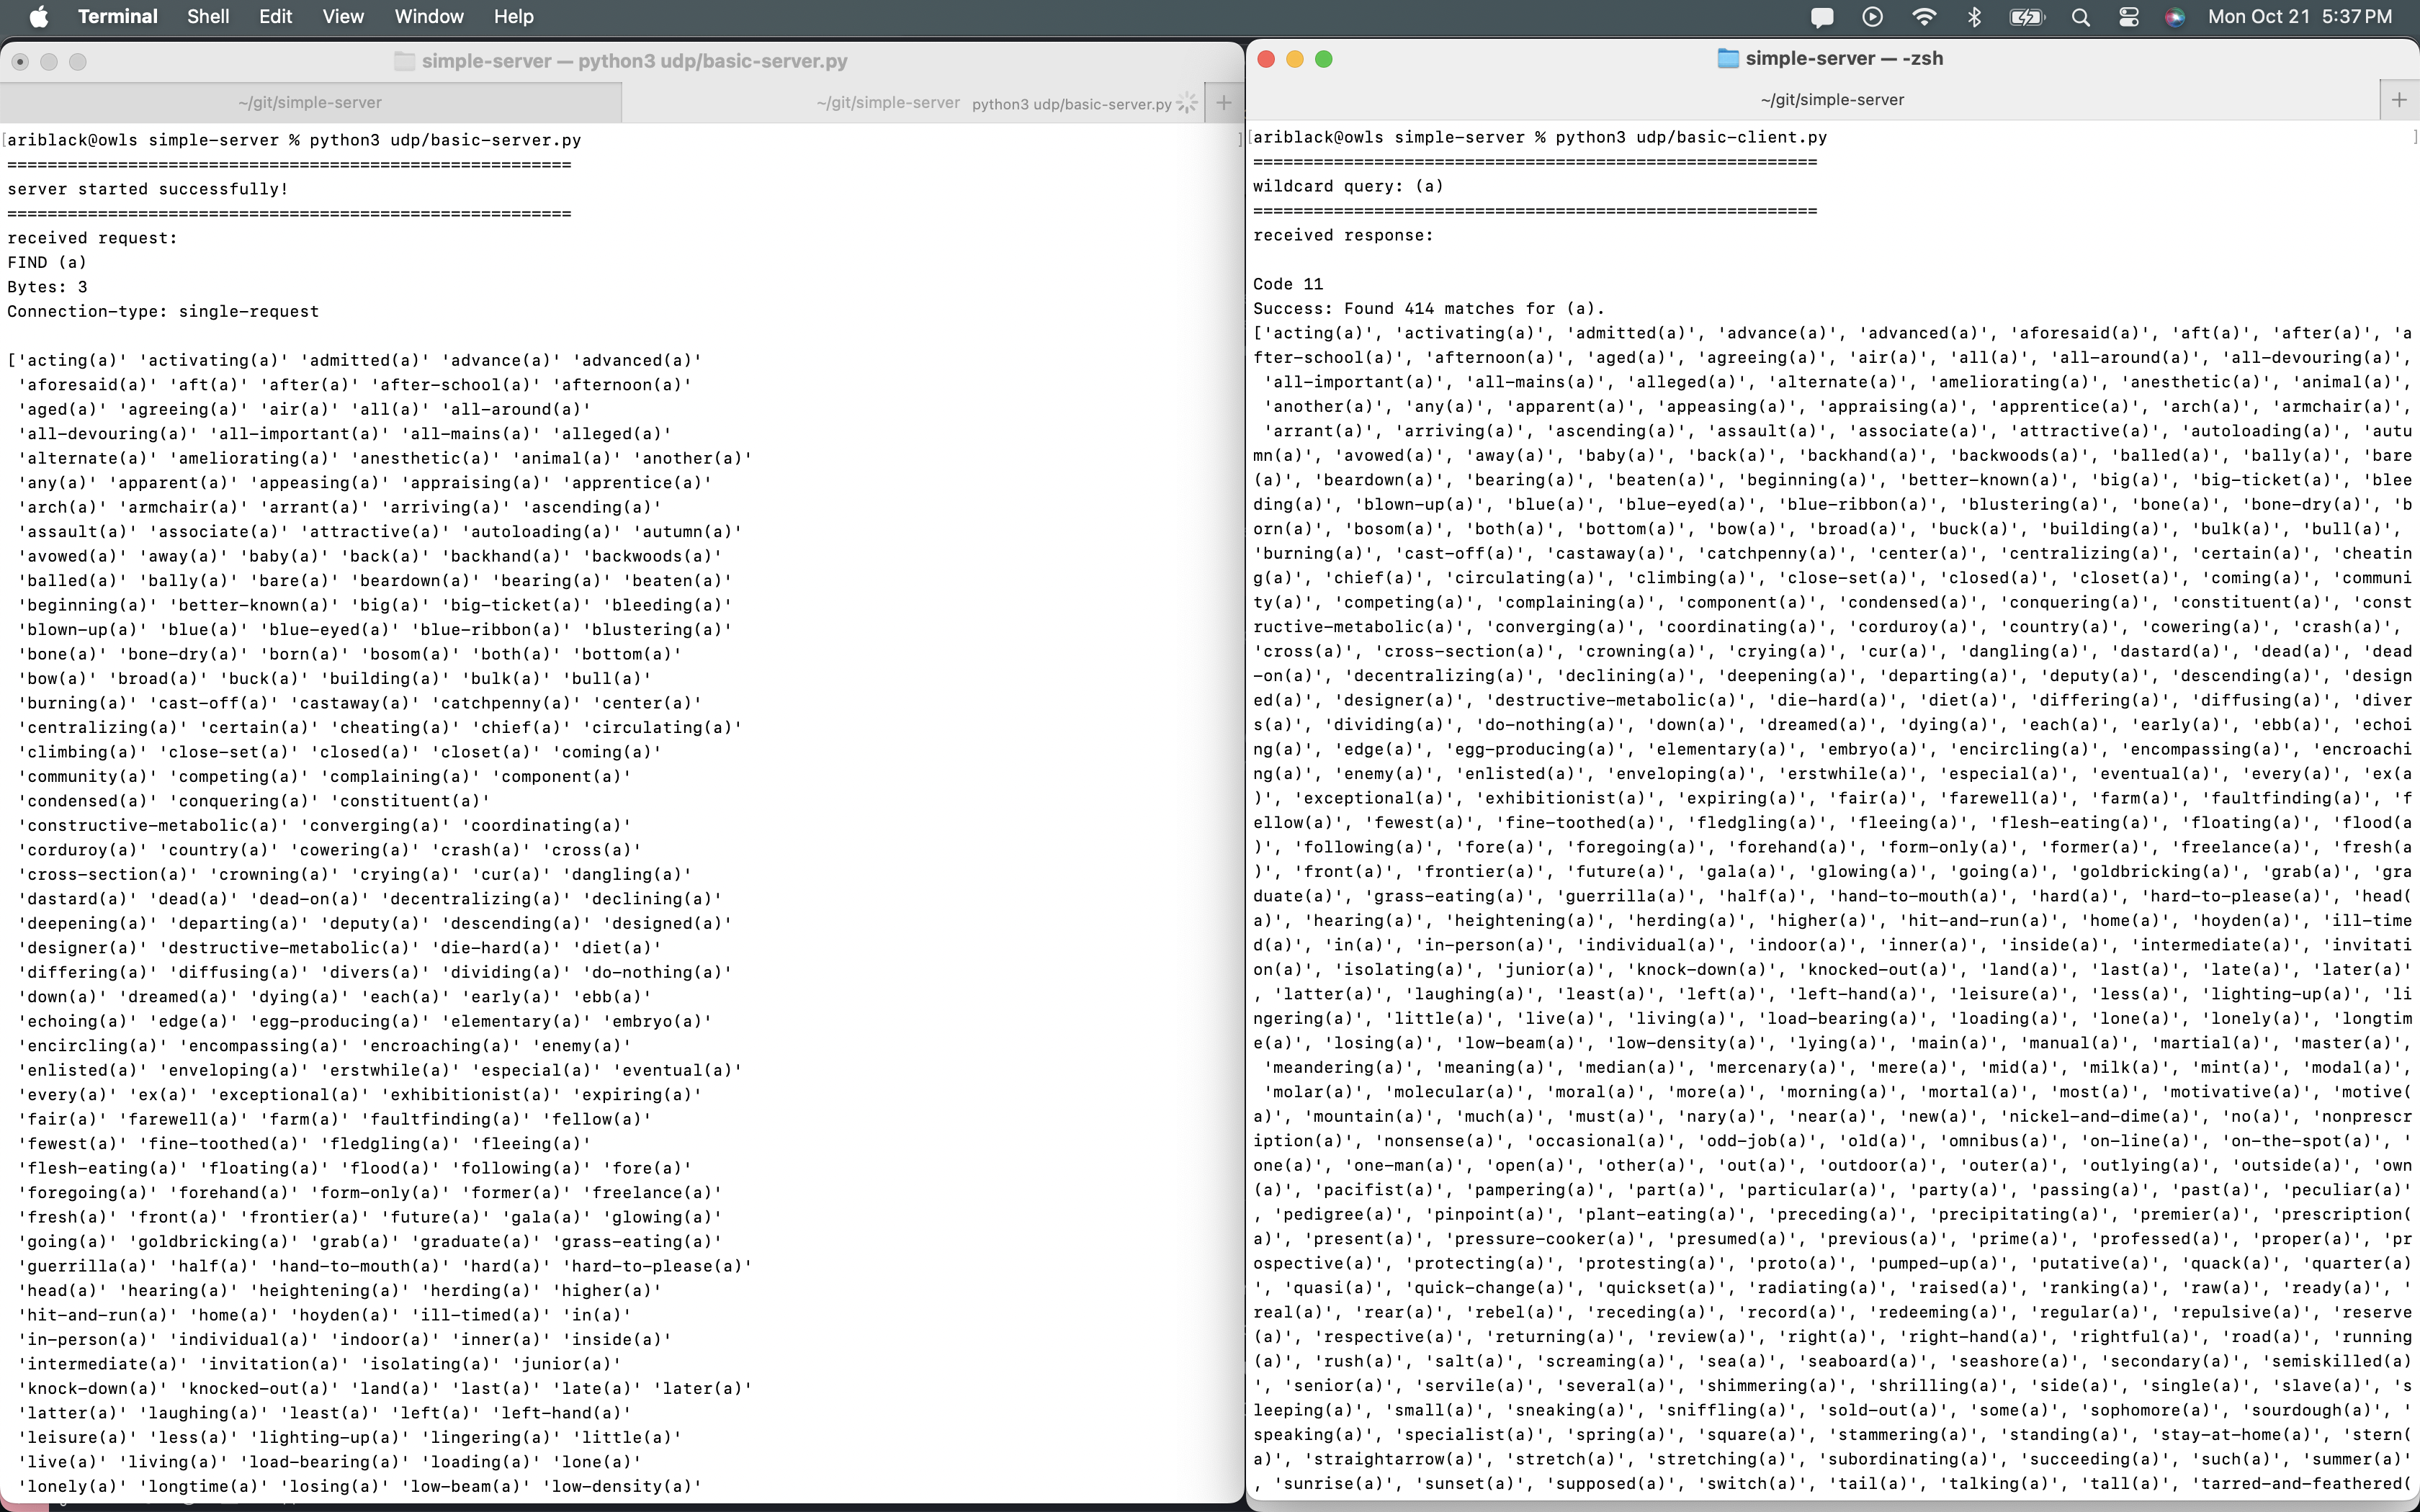 Terminal Shell Edit View Window Help Mon Oct 21 5:37 PM
simple-server — python3 udp/basic-server.py
~/git/simple-server ~/git/simple-server python3 udp/basic-server.py +
[ariblack@owls simple-server % python3 udp/basic-server.py ]
========================================================
server started successfully!
========================================================
received request:
FIND (a)
Bytes: 3
Connection-type: single-request
['acting(a)' 'activating(a)' 'admitted(a)' 'advance(a)' 'advanced(a)'
'aforesaid(a)' 'aft(a)' 'after(a)' 'after-school(a)' 'afternoon(a)'
'aged(a)' 'agreeing(a)' 'air(a)' 'all(a)' 'all-around(a)'
'all-devouring(a)' 'all-important(a)' 'all-mains(a)' 'alleged(a)'
'alternate(a)' 'ameliorating(a)' 'anesthetic(a)' 'animal(a)' 'another(a)'
'any(a)' 'apparent(a)' 'appeasing(a)' 'appraising(a)' 'apprentice(a)'
'arch(a)' 'armchair(a)' 'arrant(a)' 'arriving(a)' 'ascending(a)'
'assault(a)' 'associate(a)' 'attractive(a)' 'autoloading(a)' 'autumn(a)'
'avowed(a)' 'away(a)' 'baby(a)' 'back(a)' 'backhand(a)' 'backwoods(a)'
'balled(a)' 'bally(a)' 'bare(a)' 'beardown(a)' 'bearing(a)' 'beaten(a)'
'beginning(a)' 'better-known(a)' 'big(a)' 'big-ticket(a)' 'bleeding(a)'
'blown-up(a)' 'blue(a)' 'blue-eyed(a)' 'blue-ribbon(a)' 'blustering(a)'
'bone(a)' 'bone-dry(a)' 'born(a)' 'bosom(a)' 'both(a)' 'bottom(a)'
'bow(a)' 'broad(a)' 'buck(a)' 'building(a)' 'bulk(a)' 'bull(a)'
'burning(a)' 'cast-off(a)' 'castaway(a)' 'catchpenny(a)' 'center(a)'
'centralizing(a)' 'certain(a)' 'cheating(a)' 'chief(a)' 'circulating(a)'
'climbing(a)' 'close-set(a)' 'closed(a)' 'closet(a)' 'coming(a)'
'community(a)' 'competing(a)' 'complaining(a)' 'component(a)'
'condensed(a)' 'conquering(a)' 'constituent(a)'
'constructive-metabolic(a)' 'converging(a)' 'coordinating(a)'
'corduroy(a)' 'country(a)' 'cowering(a)' 'crash(a)' 'cross(a)'
'cross-section(a)' 'crowning(a)' 'crying(a)' 'cur(a)' 'dangling(a)'
'dastard(a)' 'dead(a)' 'dead-on(a)' 'decentralizing(a)' 'declining(a)'
'deepening(a)' 'departing(a)' 'deputy(a)' 'descending(a)' 'designed(a)'
'designer(a)' 'destructive-metabolic(a)' 'die-hard(a)' 'diet(a)'
'differing(a)' 'diffusing(a)' 'divers(a)' 'dividing(a)' 'do-nothing(a)'
'down(a)' 'dreamed(a)' 'dying(a)' 'each(a)' 'early(a)' 'ebb(a)'
'echoing(a)' 'edge(a)' 'egg-producing(a)' 'elementary(a)' 'embryo(a)'
'encircling(a)' 'encompassing(a)' 'encroaching(a)' 'enemy(a)'
'enlisted(a)' 'enveloping(a)' 'erstwhile(a)' 'especial(a)' 'eventual(a)'
'every(a)' 'ex(a)' 'exceptional(a)' 'exhibitionist(a)' 'expiring(a)'
'fair(a)' 'farewell(a)' 'farm(a)' 'faultfinding(a)' 'fellow(a)'
'fewest(a)' 'fine-toothed(a)' 'fledgling(a)' 'fleeing(a)'
'flesh-eating(a)' 'floating(a)' 'flood(a)' 'following(a)' 'fore(a)'
'foregoing(a)' 'forehand(a)' 'form-only(a)' 'former(a)' 'freelance(a)'
'fresh(a)' 'front(a)' 'frontier(a)' 'future(a)' 'gala(a)' 'glowing(a)'
'going(a)' 'goldbricking(a)' 'grab(a)' 'graduate(a)' 'grass-eating(a)'
'guerrilla(a)' 'half(a)' 'hand-to-mouth(a)' 'hard(a)' 'hard-to-please(a)'
'head(a)' 'hearing(a)' 'heightening(a)' 'herding(a)' 'higher(a)'
'hit-and-run(a)' 'home(a)' 'hoyden(a)' 'ill-timed(a)' 'in(a)'
'in-person(a)' 'individual(a)' 'indoor(a)' 'inner(a)' 'inside(a)'
'intermediate(a)' 'invitation(a)' 'isolating(a)' 'junior(a)'
'knock-down(a)' 'knocked-out(a)' 'land(a)' 'last(a)' 'late(a)' 'later(a)'
'latter(a)' 'laughing(a)' 'least(a)' 'left(a)' 'left-hand(a)'
'leisure(a)' 'less(a)' 'lighting-up(a)' 'lingering(a)' 'little(a)'
'live(a)' 'living(a)' 'load-bearing(a)' 'loading(a)' 'lone(a)'
'lonely(a)' 'longtime(a)' 'losing(a)' 'low-beam(a)' 'low-density(a)'
simple-server — -zsh
~/git/simple-server +
[ariblack@owls simple-server % python3 udp/basic-client.py ]
========================================================
wildcard query: (a)
========================================================
received response:
Code 11
Success: Found 414 matches for (a).
['acting(a)', 'activating(a)', 'admitted(a)', 'advance(a)', 'advanced(a)', 'aforesaid(a)', 'aft(a)', 'after(a)', 'a
fter-school(a)', 'afternoon(a)', 'aged(a)', 'agreeing(a)', 'air(a)', 'all(a)', 'all-around(a)', 'all-devouring(a)',
'all-important(a)', 'all-mains(a)', 'alleged(a)', 'alternate(a)', 'ameliorating(a)', 'anesthetic(a)', 'animal(a)',
'another(a)', 'any(a)', 'apparent(a)', 'appeasing(a)', 'appraising(a)', 'apprentice(a)', 'arch(a)', 'armchair(a)',
'arrant(a)', 'arriving(a)', 'ascending(a)', 'assault(a)', 'associate(a)', 'attractive(a)', 'autoloading(a)', 'autu
mn(a)', 'avowed(a)', 'away(a)', 'baby(a)', 'back(a)', 'backhand(a)', 'backwoods(a)', 'balled(a)', 'bally(a)', 'bare
(a)', 'beardown(a)', 'bearing(a)', 'beaten(a)', 'beginning(a)', 'better-known(a)', 'big(a)', 'big-ticket(a)', 'blee
ding(a)', 'blown-up(a)', 'blue(a)', 'blue-eyed(a)', 'blue-ribbon(a)', 'blustering(a)', 'bone(a)', 'bone-dry(a)', 'b
orn(a)', 'bosom(a)', 'both(a)', 'bottom(a)', 'bow(a)', 'broad(a)', 'buck(a)', 'building(a)', 'bulk(a)', 'bull(a)',
'burning(a)', 'cast-off(a)', 'castaway(a)', 'catchpenny(a)', 'center(a)', 'centralizing(a)', 'certain(a)', 'cheatin
g(a)', 'chief(a)', 'circulating(a)', 'climbing(a)', 'close-set(a)', 'closed(a)', 'closet(a)', 'coming(a)', 'communi
ty(a)', 'competing(a)', 'complaining(a)', 'component(a)', 'condensed(a)', 'conquering(a)', 'constituent(a)', 'const
ructive-metabolic(a)', 'converging(a)', 'coordinating(a)', 'corduroy(a)', 'country(a)', 'cowering(a)', 'crash(a)',
'cross(a)', 'cross-section(a)', 'crowning(a)', 'crying(a)', 'cur(a)', 'dangling(a)', 'dastard(a)', 'dead(a)', 'dead
-on(a)', 'decentralizing(a)', 'declining(a)', 'deepening(a)', 'departing(a)', 'deputy(a)', 'descending(a)', 'design
ed(a)', 'designer(a)', 'destructive-metabolic(a)', 'die-hard(a)', 'diet(a)', 'differing(a)', 'diffusing(a)', 'diver
s(a)', 'dividing(a)', 'do-nothing(a)', 'down(a)', 'dreamed(a)', 'dying(a)', 'each(a)', 'early(a)', 'ebb(a)', 'echoi
ng(a)', 'edge(a)', 'egg-producing(a)', 'elementary(a)', 'embryo(a)', 'encircling(a)', 'encompassing(a)', 'encroachi
ng(a)', 'enemy(a)', 'enlisted(a)', 'enveloping(a)', 'erstwhile(a)', 'especial(a)', 'eventual(a)', 'every(a)', 'ex(a
)', 'exceptional(a)', 'exhibitionist(a)', 'expiring(a)', 'fair(a)', 'farewell(a)', 'farm(a)', 'faultfinding(a)', 'f
ellow(a)', 'fewest(a)', 'fine-toothed(a)', 'fledgling(a)', 'fleeing(a)', 'flesh-eating(a)', 'floating(a)', 'flood(a
)', 'following(a)', 'fore(a)', 'foregoing(a)', 'forehand(a)', 'form-only(a)', 'former(a)', 'freelance(a)', 'fresh(a
)', 'front(a)', 'frontier(a)', 'future(a)', 'gala(a)', 'glowing(a)', 'going(a)', 'goldbricking(a)', 'grab(a)', 'gra
duate(a)', 'grass-eating(a)', 'guerrilla(a)', 'half(a)', 'hand-to-mouth(a)', 'hard(a)', 'hard-to-please(a)', 'head(
a)', 'hearing(a)', 'heightening(a)', 'herding(a)', 'higher(a)', 'hit-and-run(a)', 'home(a)', 'hoyden(a)', 'ill-time
d(a)', 'in(a)', 'in-person(a)', 'individual(a)', 'indoor(a)', 'inner(a)', 'inside(a)', 'intermediate(a)', 'invitati
on(a)', 'isolating(a)', 'junior(a)', 'knock-down(a)', 'knocked-out(a)', 'land(a)', 'last(a)', 'late(a)', 'later(a)'
, 'latter(a)', 'laughing(a)', 'least(a)', 'left(a)', 'left-hand(a)', 'leisure(a)', 'less(a)', 'lighting-up(a)', 'li
ngering(a)', 'little(a)', 'live(a)', 'living(a)', 'load-bearing(a)', 'loading(a)', 'lone(a)', 'lonely(a)', 'longtim
e(a)', 'losing(a)', 'low-beam(a)', 'low-density(a)', 'lying(a)', 'main(a)', 'manual(a)', 'martial(a)', 'master(a)',
'meandering(a)', 'meaning(a)', 'median(a)', 'mercenary(a)', 'mere(a)', 'mid(a)', 'milk(a)', 'mint(a)', 'modal(a)',
'molar(a)', 'molecular(a)', 'moral(a)', 'more(a)', 'morning(a)', 'mortal(a)', 'most(a)', 'motivative(a)', 'motive(
a)', 'mountain(a)', 'much(a)', 'must(a)', 'nary(a)', 'near(a)', 'new(a)', 'nickel-and-dime(a)', 'no(a)', 'nonprescr
iption(a)', 'nonsense(a)', 'occasional(a)', 'odd-job(a)', 'old(a)', 'omnibus(a)', 'on-line(a)', 'on-the-spot(a)', '
one(a)', 'one-man(a)', 'open(a)', 'other(a)', 'out(a)', 'outdoor(a)', 'outer(a)', 'outlying(a)', 'outside(a)', 'own
(a)', 'pacifist(a)', 'pampering(a)', 'part(a)', 'particular(a)', 'party(a)', 'passing(a)', 'past(a)', 'peculiar(a)'
, 'pedigree(a)', 'pinpoint(a)', 'plant-eating(a)', 'preceding(a)', 'precipitating(a)', 'premier(a)', 'prescription(
a)', 'present(a)', 'pressure-cooker(a)', 'presumed(a)', 'previous(a)', 'prime(a)', 'professed(a)', 'proper(a)', 'pr
ospective(a)', 'protecting(a)', 'protesting(a)', 'proto(a)', 'pumped-up(a)', 'putative(a)', 'quack(a)', 'quarter(a)
', 'quasi(a)', 'quick-change(a)', 'quickset(a)', 'radiating(a)', 'raised(a)', 'ranking(a)', 'raw(a)', 'ready(a)', '
real(a)', 'rear(a)', 'rebel(a)', 'receding(a)', 'record(a)', 'redeeming(a)', 'regular(a)', 'repulsive(a)', 'reserve
(a)', 'respective(a)', 'returning(a)', 'review(a)', 'right(a)', 'right-hand(a)', 'rightful(a)', 'road(a)', 'running
(a)', 'rush(a)', 'salt(a)', 'screaming(a)', 'sea(a)', 'seaboard(a)', 'seashore(a)', 'secondary(a)', 'semiskilled(a)
', 'senior(a)', 'servile(a)', 'several(a)', 'shimmering(a)', 'shrilling(a)', 'side(a)', 'single(a)', 'slave(a)', 's
leeping(a)', 'small(a)', 'sneaking(a)', 'sniffling(a)', 'sold-out(a)', 'some(a)', 'sophomore(a)', 'sourdough(a)', '
speaking(a)', 'specialist(a)', 'spring(a)', 'square(a)', 'stammering(a)', 'standing(a)', 'stay-at-home(a)', 'stern(
a)', 'straightarrow(a)', 'stretch(a)', 'stretching(a)', 'subordinating(a)', 'succeeding(a)', 'such(a)', 'summer(a)'
, 'sunrise(a)', 'sunset(a)', 'supposed(a)', 'switch(a)', 'tail(a)', 'talking(a)', 'tall(a)', 'tarred-and-feathered(